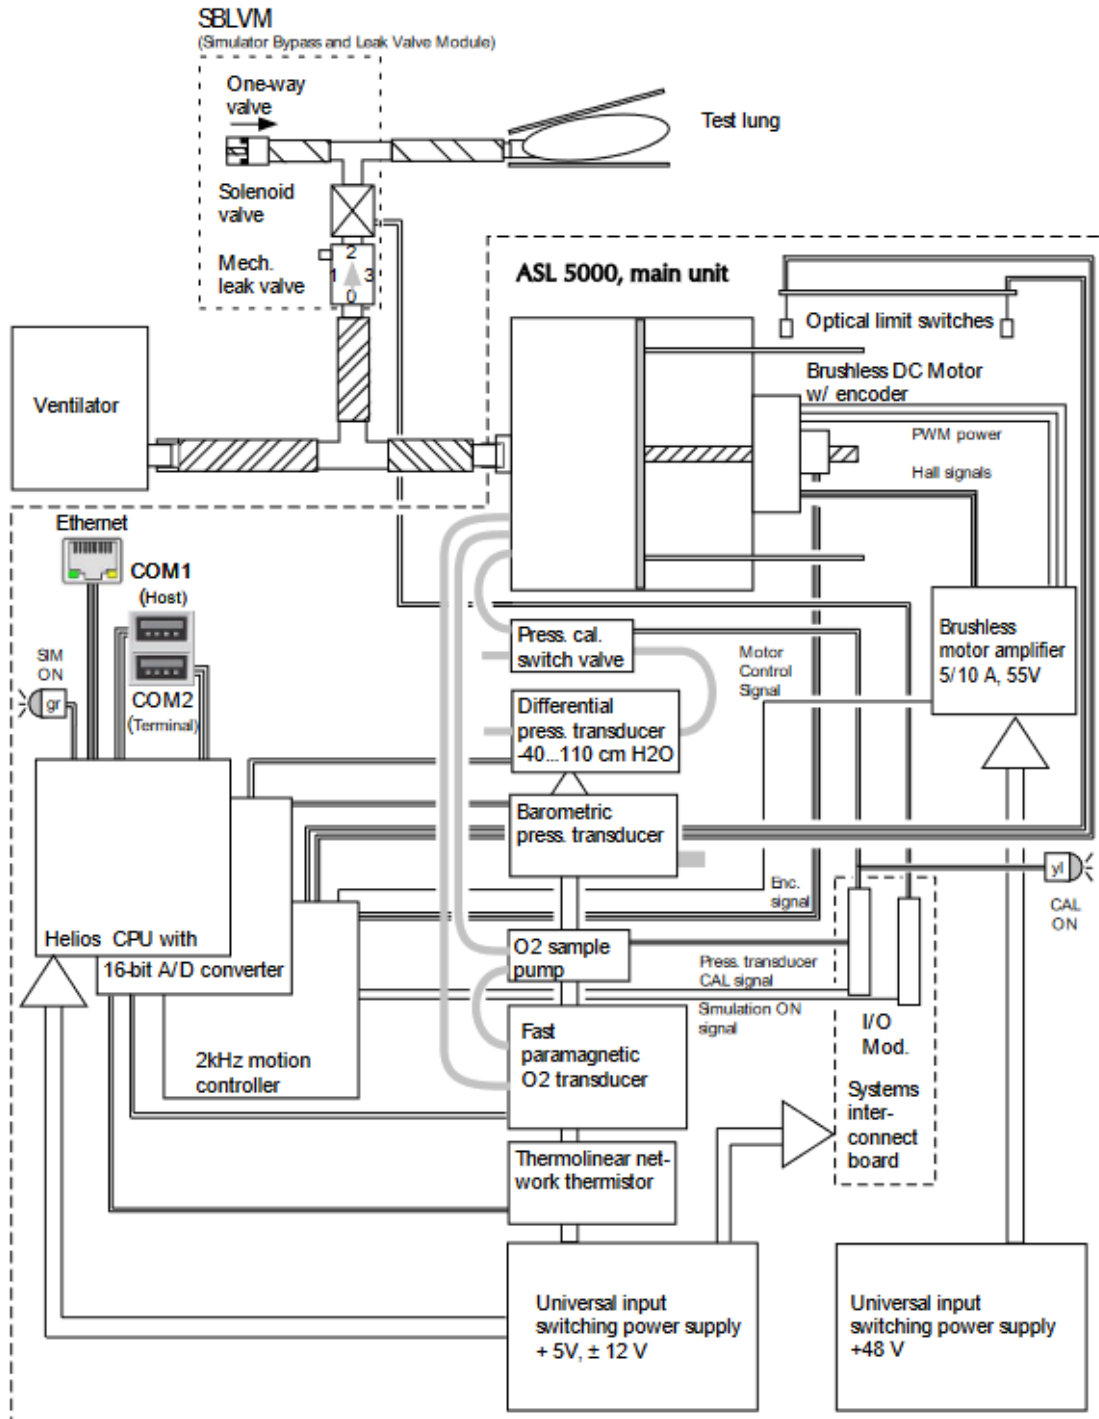 SBLVM
(Simulator Bypass and Leak Valve Module)
One-way
valve
Test lung
Solenoid
valve
Mech.
leak valve
2
1 3
0
ASL 5000, main unit
Optical limit switches
Brushless DC Motor
w/ encoder
PWM power
Hall signals
Ventilator
Ethernet
COM1
(Host)
COM2
(Terminal)
SIM
ON
gr
Press. cal.
switch valve
Motor
Control
Signal
Brushless
motor amplifier
5/10 A, 55V
Differential
press. transducer
-40...110 cm H2O
Barometric
press. transducer
Enc.
signal
yl
CAL
ON
Helios CPU with
16-bit A/D converter
2kHz motion
controller
O2 sample
pump
Press. transducer
CAL signal
Simulation ON
signal
Fast
paramagnetic
O2 transducer
I/O
Mod.
Systems
inter-
connect
board
Thermolinear net-
work thermistor
Universal input
switching power supply
+ 5V, ± 12 V
Universal input
switching power supply
+48 V